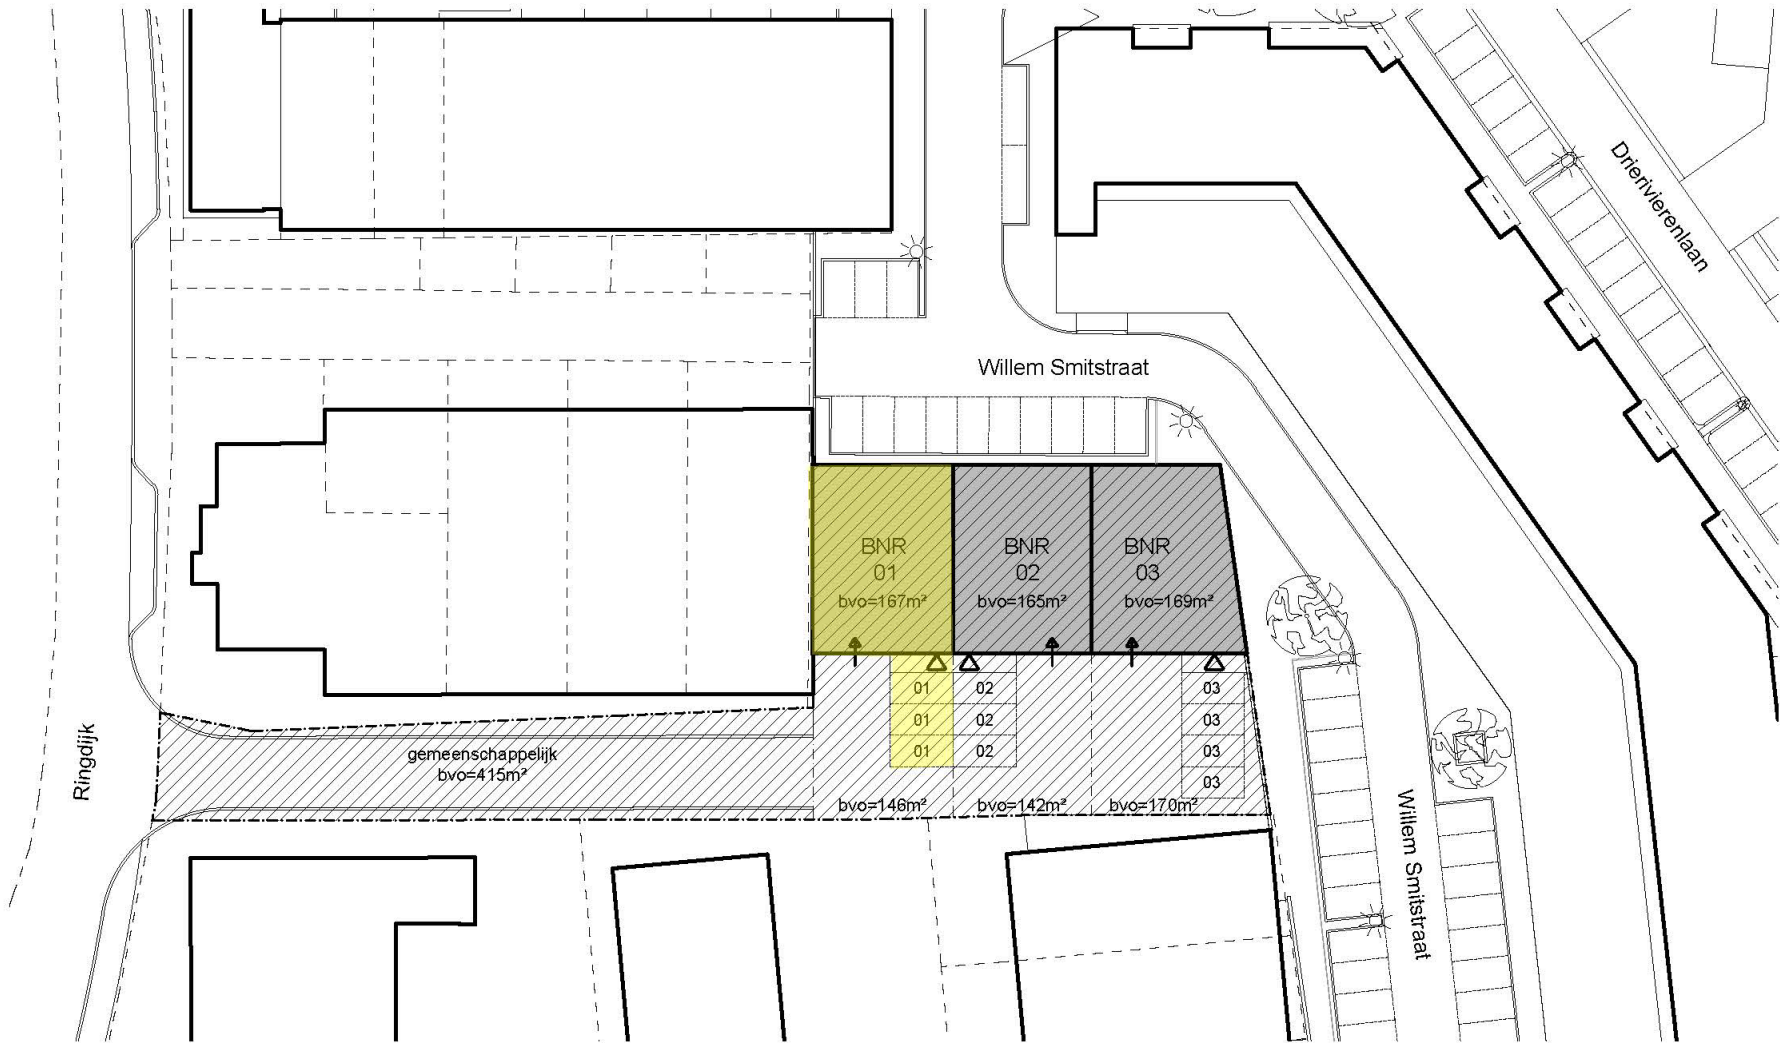 Drierivierenlaan
Willem Smitstraat
BNR
01
bvo=167m²
BNR
02
bvo=165m²
BNR
03
bvo=169m²
01
02
03
01
02
03
01
02
03
03
gemeenschappelijk
bvo=415m²
bvo=146m²
bvo=142m²
bvo=170m²
Ringdijk
Willem Smitstraat